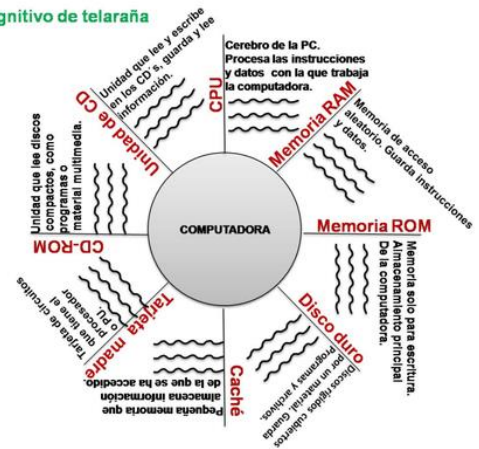 gnitivo de telaraña
COMPUTADORA
CPU
Cerebro de la PC.
Procesa las instrucciones
y datos con la que trabaja
la computadora.
Memoria RAM
Memoria de acceso
aleatorio. Guarda instrucciones
y datos.
Memoria ROM
Memoria solo para escritura.
Almacenamiento principal
De la computadora.
Disco duro
Discos rígidos cubiertos
por un material. Guarda
Programas y archivos.
Caché
Pequeña memoria que
almacena información
de la que se ha accedido.
Tarjeta madre
Tarjeta de circuitos
que tiene el
procesador
o PU.
CD-ROM
Unidad que lee discos
compactos, como
programas o
material multimedia.
Unidad de CD
Unidad que lee y escribe
en los CD´s, guarda y lee
información.